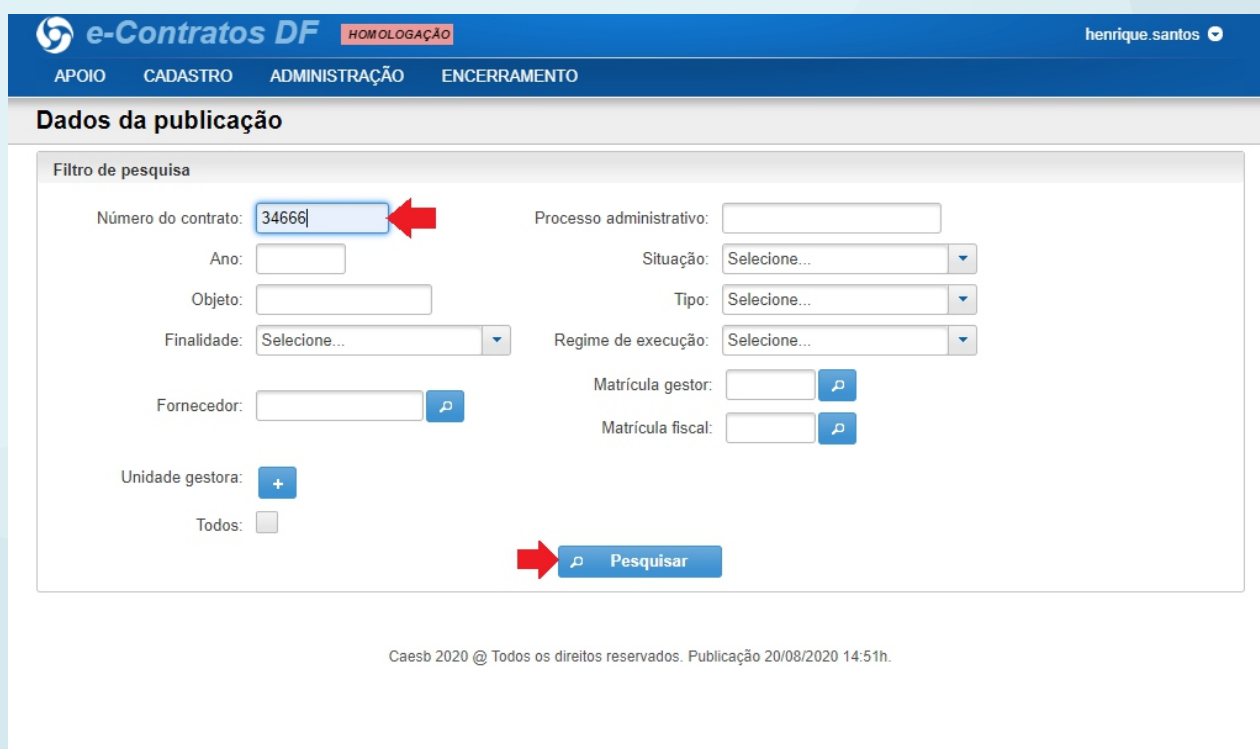 e-Contratos DF HOMOLOGAÇÃO henrique.santos
APOIO CADASTRO ADMINISTRAÇÃO ENCERRAMENTO
Dados da publicação
Filtro de pesquisa
Número do contrato: 34666 Processo administrativo:
Ano: Situação: Selecione...
Objeto: Tipo: Selecione...
Finalidade: Selecione... Regime de execução: Selecione...
Matrícula gestor:
Fornecedor:
Matrícula fiscal:
Unidade gestora: +
Todos:
Pesquisar
Caesb 2020 @ Todos os direitos reservados. Publicação 20/08/2020 14:51h.